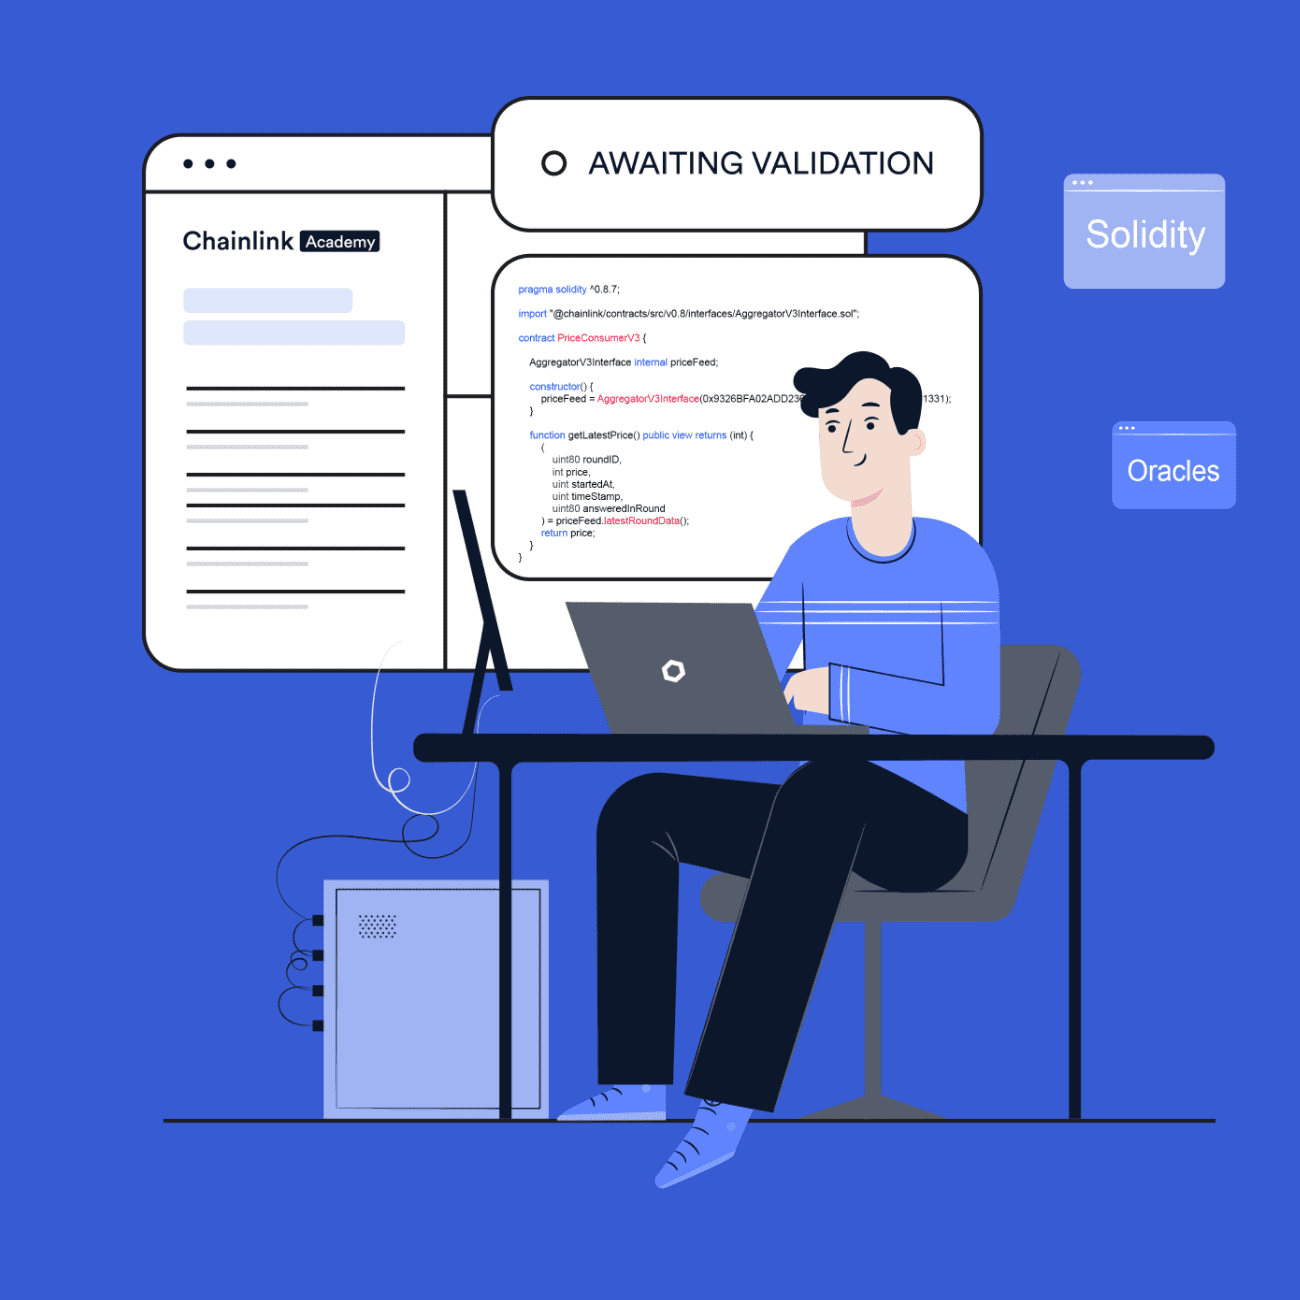 AWAITING VALIDATION
Chainlink Academy
pragma solidity ^0.8.7;
import "@chainlink/contracts/src/v0.8/interfaces/AggregatorV3Interface.sol";
contract PriceConsumerV3 {
AggregatorV3Interface internal priceFeed;
constructor() {
priceFeed = AggregatorV3Interface(0x9326BFA02ADD236 1331);
}
function getLatestPrice() public view returns (int) {
(
uint80 roundID,
int price,
uint startedAt,
uint timeStamp,
uint80 answeredInRound
) = priceFeed.latestRoundData();
return price;
}
}
Solidity
Oracles